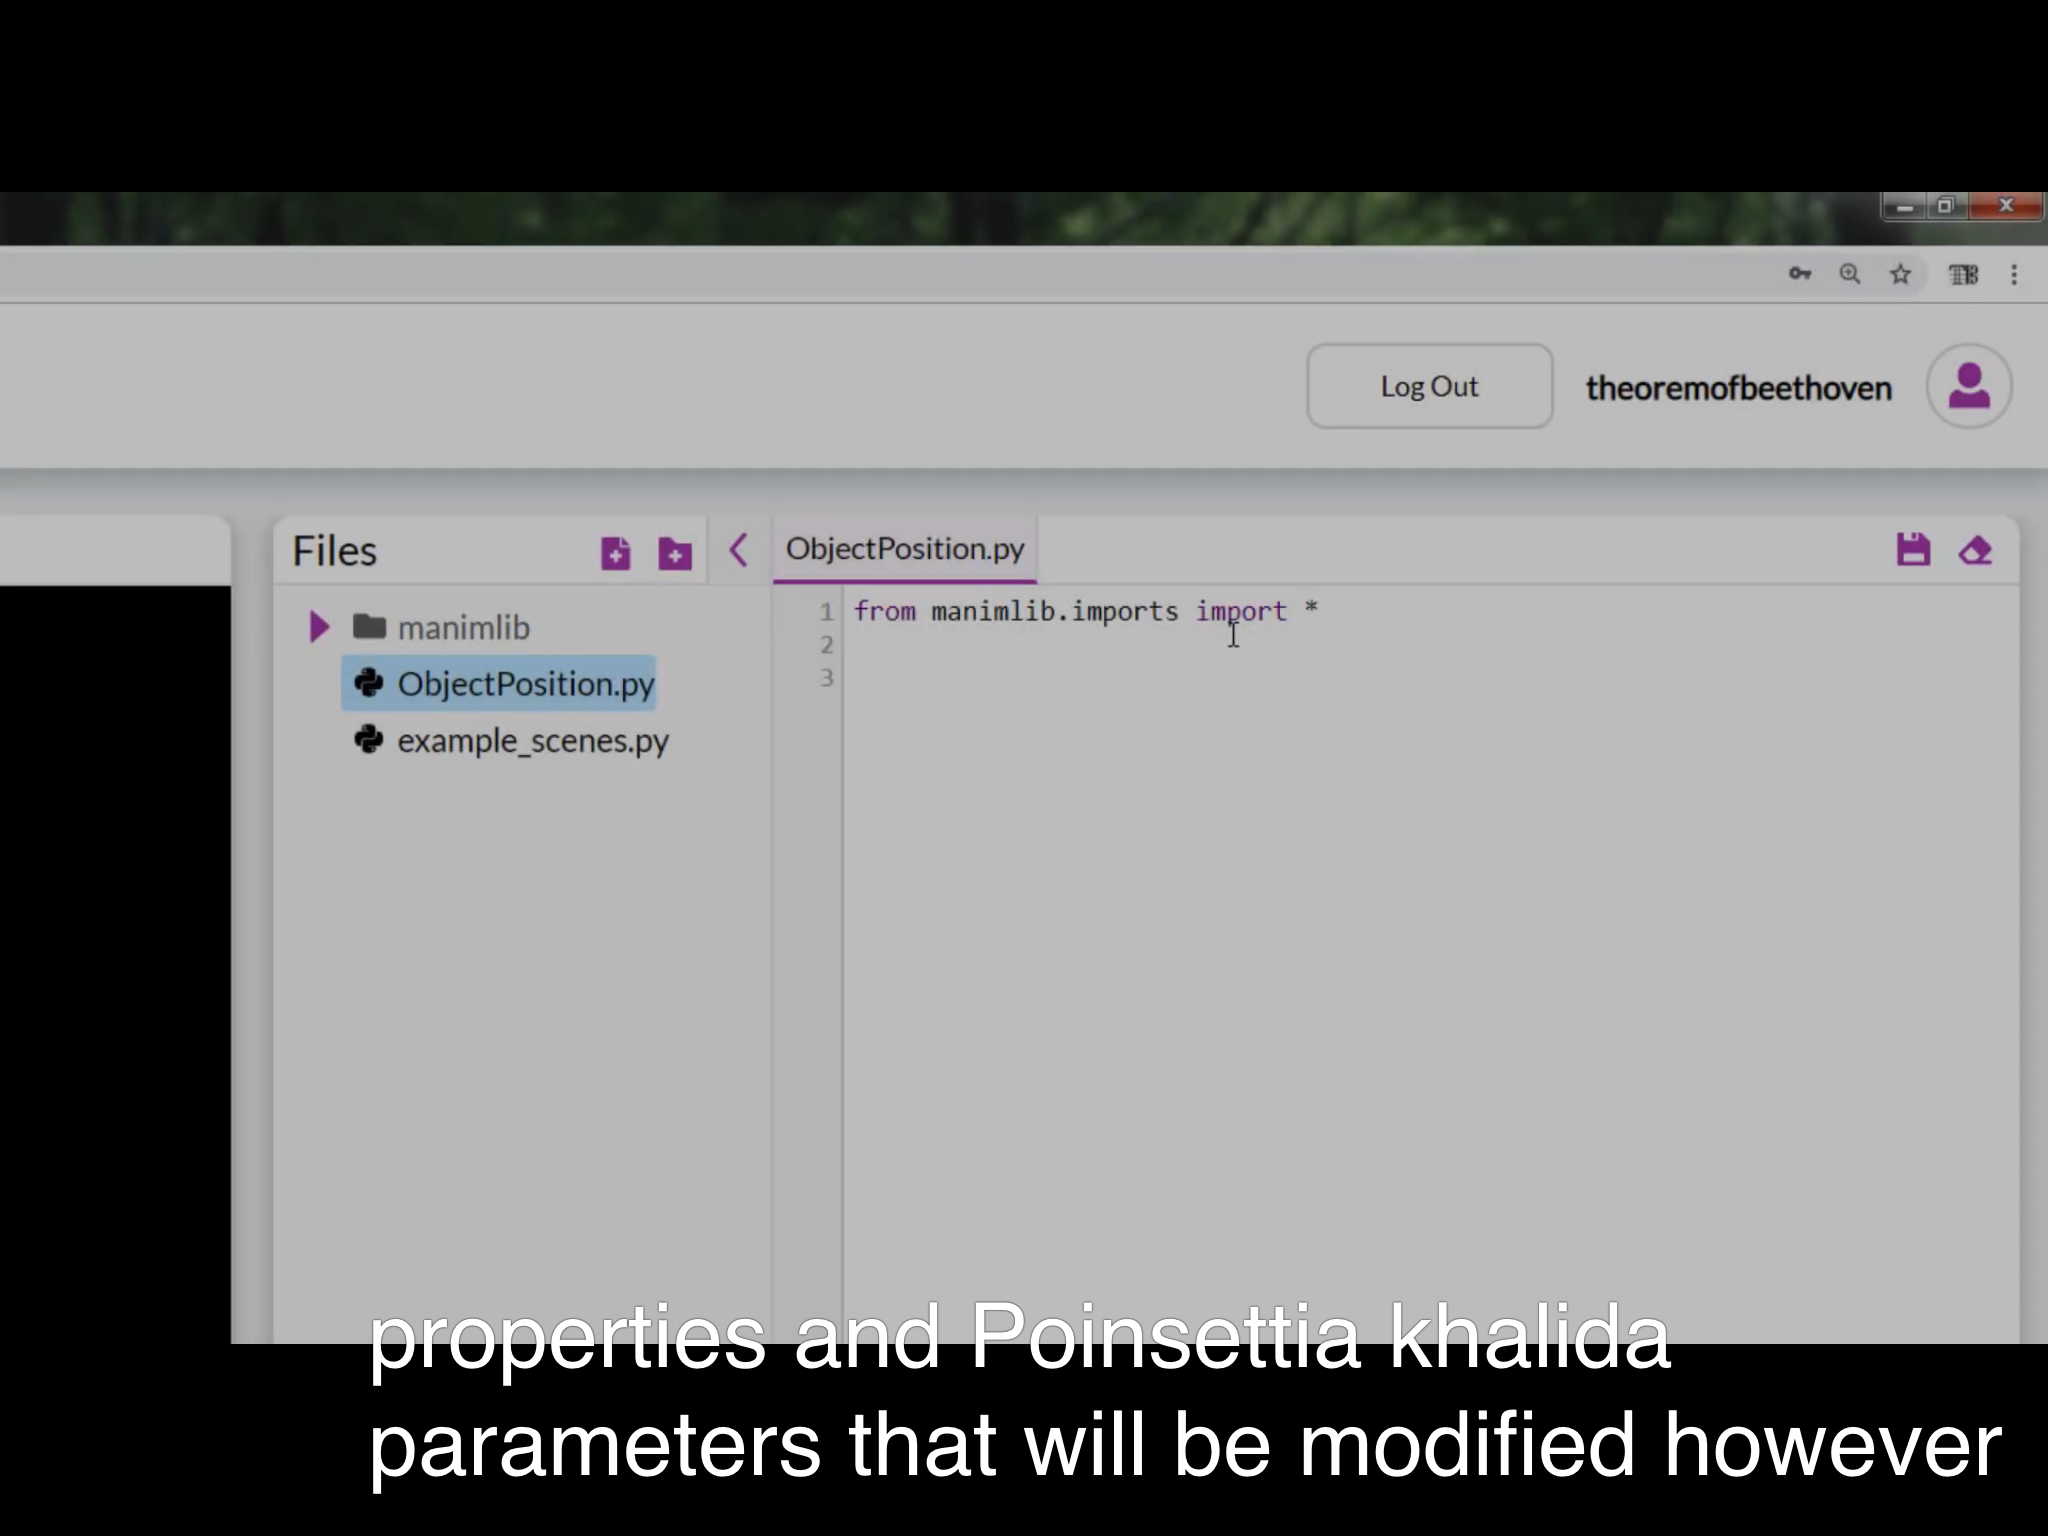 Log Out
theoremofbeethoven
Files
ObjectPosition.py
manimlib
ObjectPosition.py
example_scenes.py
1 from manimlib.imports import *
2
3
properties and Poinsettia khalida
parameters that will be modified however